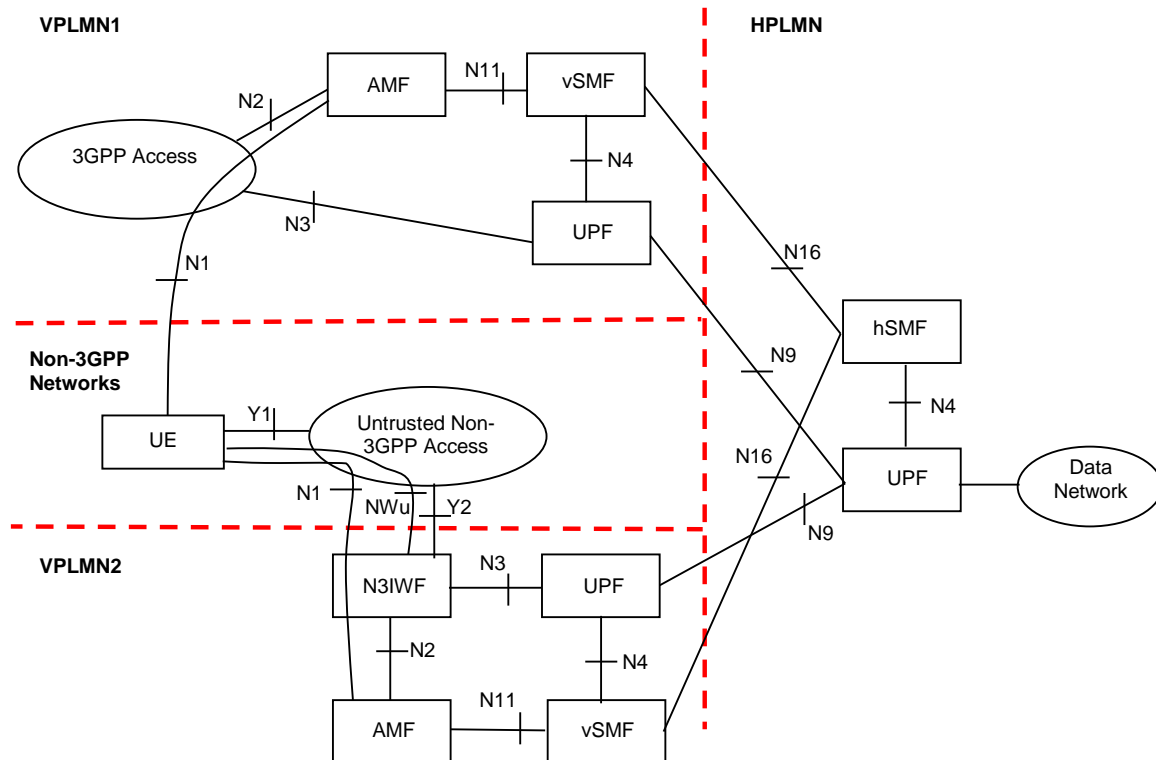 VPLMN1
HPLMN
N11
AMF
vSMF
N2
3GPP Access
N4
N3
UPF
N1
N16
hSMF
Non-3GPP
Networks
N9
N4
Y1
Untrusted Non-
3GPP Access
UE
N16
UPF
Data
Network
N1
NWu
Y2
N9
VPLMN2
N3IWF
N3
UPF
N2
N4
N11
AMF
vSMF